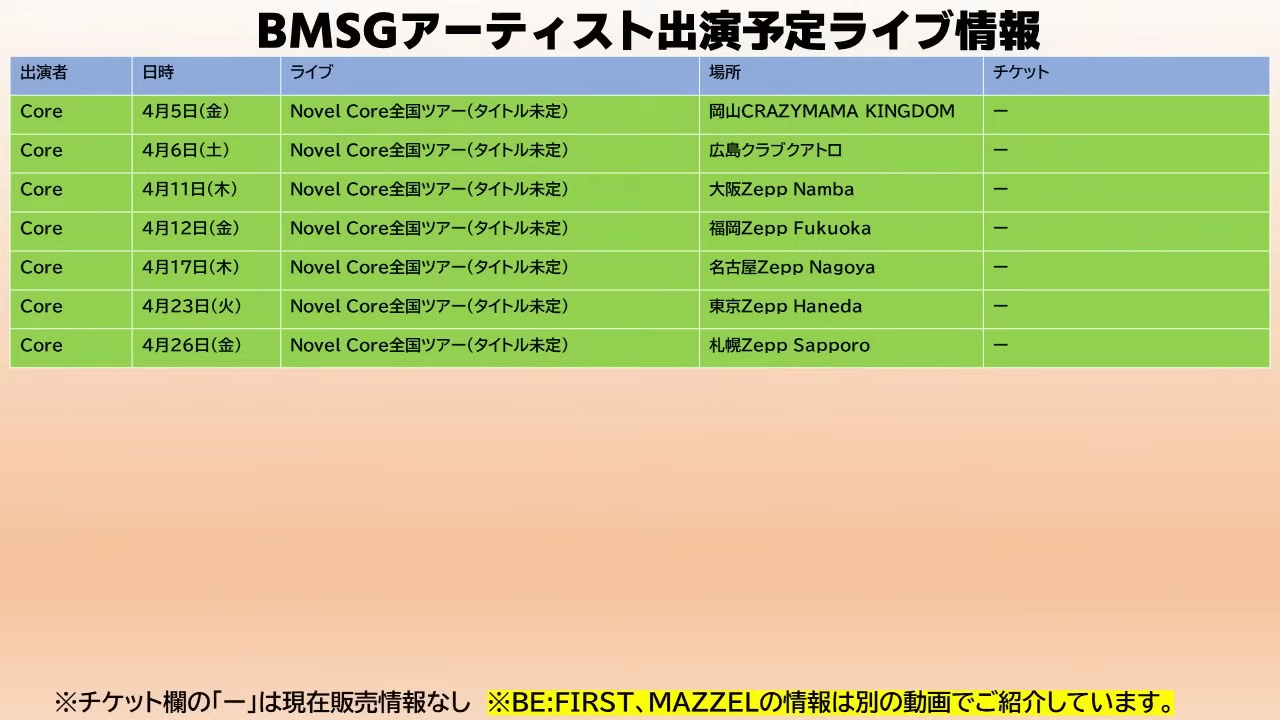 BMSGアーティスト出演予定ライブ情報
出演者 日時 ライブ 場所 チケット
Core 4月5日(金) Novel Core全国ツアー(タイトル未定) 岡山CRAZYMAMA KINGDOM ー
Core 4月6日(土) Novel Core全国ツアー(タイトル未定) 広島クラブクアトロ ー
Core 4月11日(木) Novel Core全国ツアー(タイトル未定) 大阪Zepp Namba ー
Core 4月12日(金) Novel Core全国ツアー(タイトル未定) 福岡Zepp Fukuoka ー
Core 4月17日(木) Novel Core全国ツアー(タイトル未定) 名古屋Zepp Nagoya ー
Core 4月23日(火) Novel Core全国ツアー(タイトル未定) 東京Zepp Haneda ー
Core 4月26日(金) Novel Core全国ツアー(タイトル未定) 札幌Zepp Sapporo ー
※チケット欄の「ー」は現在販売情報なし ※BE:FIRST、MAZZELの情報は別の動画でご紹介しています。